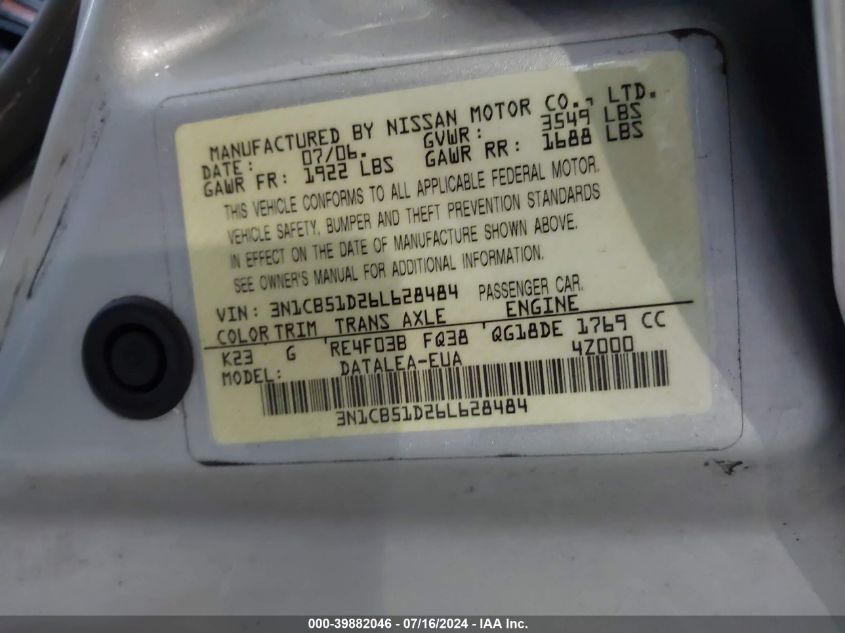 MANUFACTURED BY NISSAN MOTOR CO., LTD.
DATE: 07/06. GVWR: 3549 LBS
GAWR FR: 1922 LBS GAWR RR: 1688 LBS
THIS VEHICLE CONFORMS TO ALL APPLICABLE FEDERAL MOTOR
VEHICLE SAFETY, BUMPER AND THEFT PREVENTION STANDARDS
IN EFFECT ON THE DATE OF MANUFACTURE SHOWN ABOVE.
SEE OWNER'S MANUAL FOR ADDITIONAL INFORMATION.
VIN: 3N1CB51D26L628484 PASSENGER CAR.
COLOR TRIM TRANS AXLE ENGINE
K23 G RE4F03B FQ38 QG18DE 1769 CC
MODEL: DATALEA-EUA 4Z000
3N1CB51D26L628484
000-39882046 - 07/16/2024 - IAAI.com